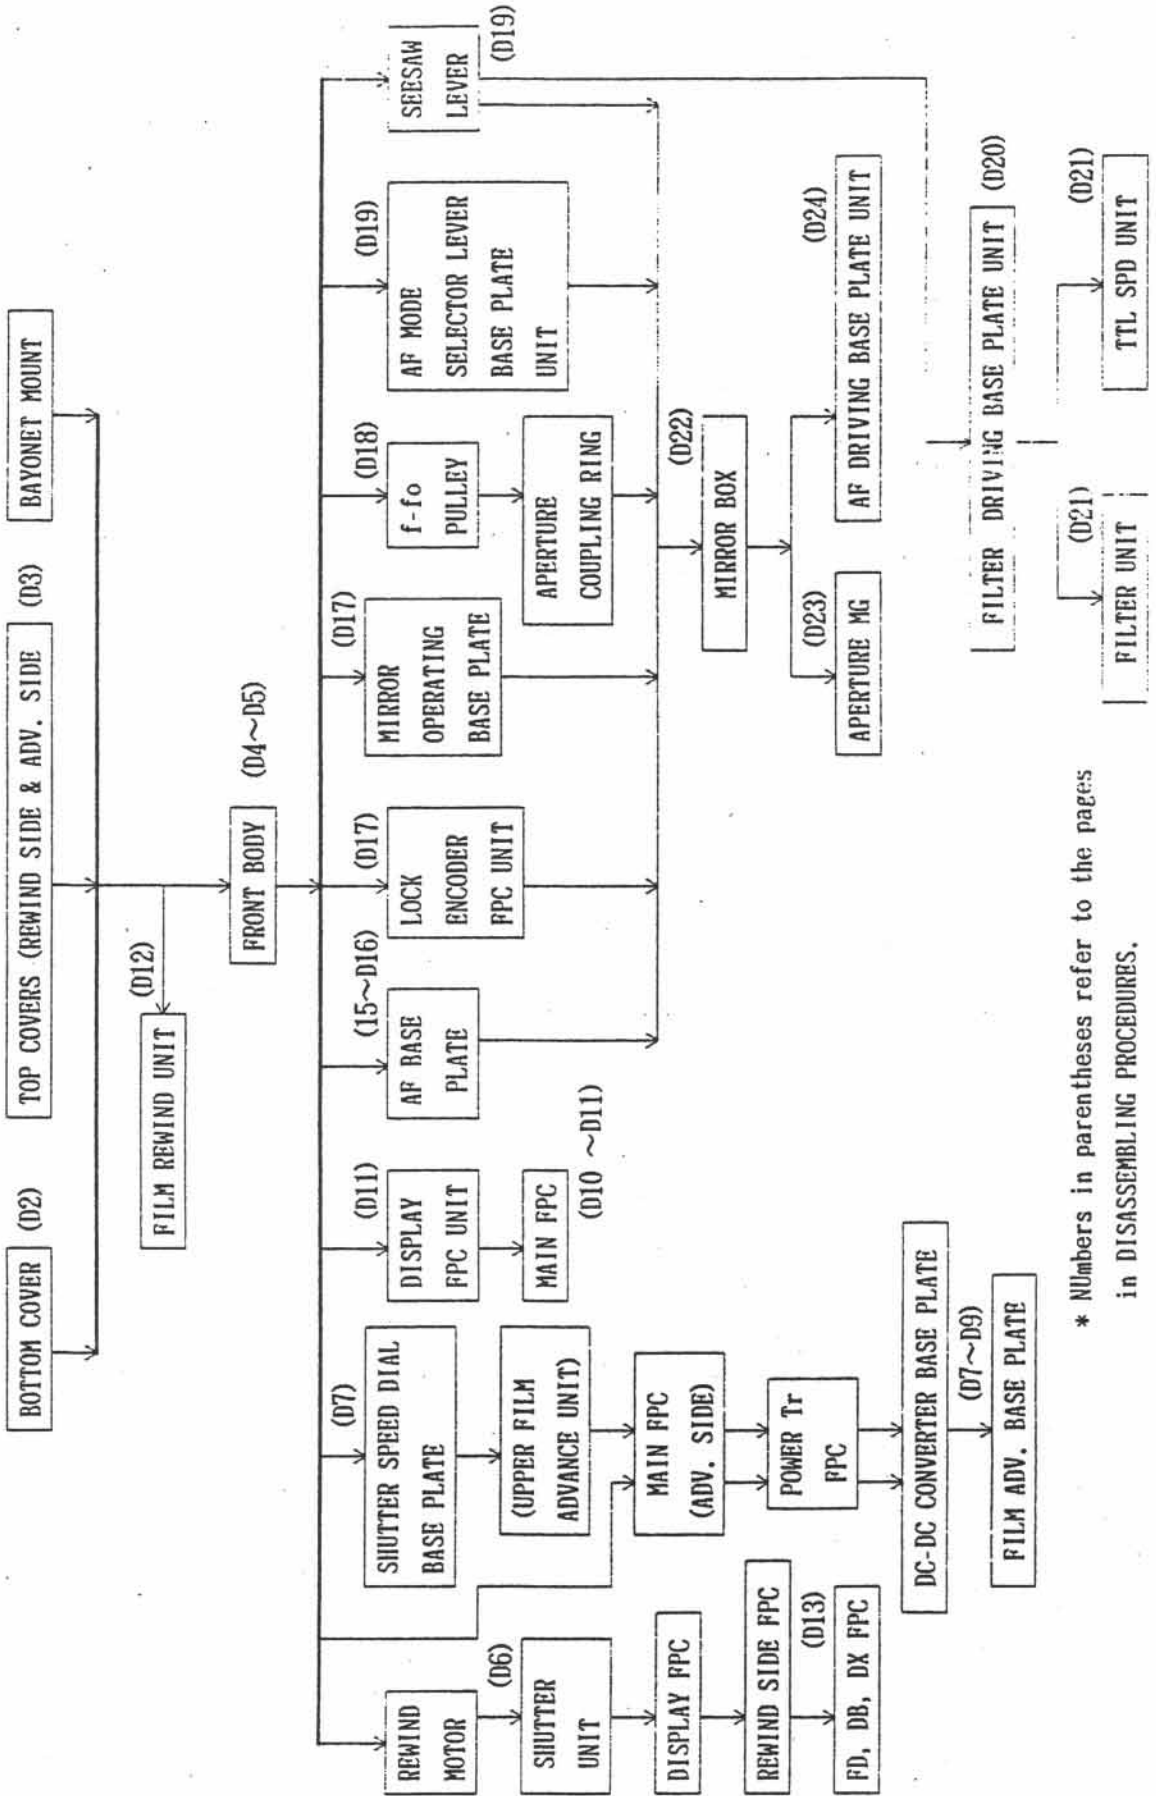 BOTTOM COVER (D2)
TOP COVERS (REWIND SIDE & ADV. SIDE) (D3)
BAYONET MOUNT
FILM REWIND UNIT (D12)
FRONT BODY (D4~D5)
REWIND
MOTOR
(D6)
SHUTTER
UNIT
DISPLAY FPC
REWIND SIDE FPC
(D13)
FD, DB, DX FPC
(D7)
SHUTTER SPEED DIAL
BASE PLATE
(UPPER FILM
ADVANCE UNIT)
MAIN FPC
(ADV. SIDE)
POWER Tr
FPC
DC-DC CONVERTER BASE PLATE
(D7~D9)
FILM ADV. BASE PLATE
(D11)
DISPLAY
FPC UNIT
MAIN FPC
(D10 ~D11)
(15~D16)
AF BASE
PLATE
(D17)
LOCK
ENCODER
FPC UNIT
(D17)
MIRROR
OPERATING
BASE PLATE
(D18)
f-fo
PULLEY
APERTURE
COUPLING RING
(D19)
AF MODE
SELECTOR LEVER
BASE PLATE
UNIT
SEESAW
LEVER
(D19)
(D22)
MIRROR BOX
(D23)
APERTURE MG
(D24)
AF DRIVING BASE PLATE UNIT
FILTER DRIVING BASE PLATE UNIT (D20)
(D21)
FILTER UNIT
(D21)
TTL SPD UNIT
* NUmbers in parentheses refer to the pages
in DISASSEMBLING PROCEDURES.